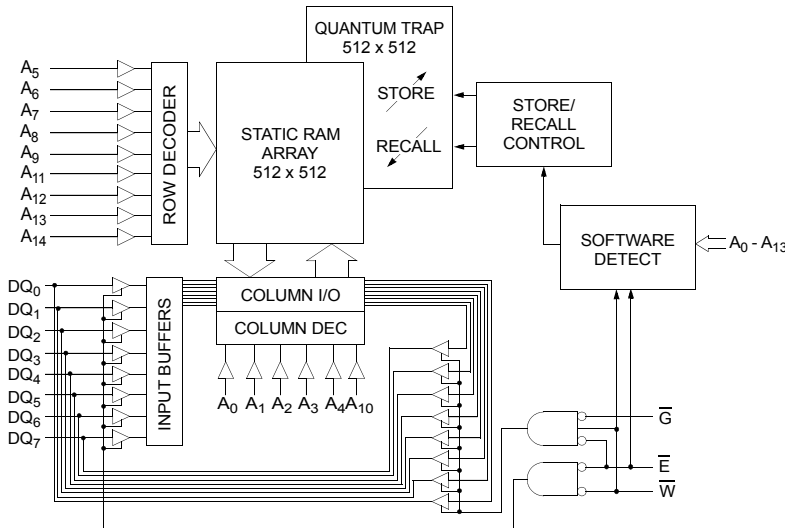 QUANTUM TRAP
512 x 512
A5
A6
A7
A8
A9
A11
A12
A13
A14
ROW DECODER
STATIC RAM
ARRAY
512 x 512
STORE
RECALL
STORE/
RECALL
CONTROL
SOFTWARE
DETECT
A0 - A13
DQ0
DQ1
DQ2
DQ3
DQ4
DQ5
DQ6
DQ7
INPUT BUFFERS
COLUMN I/O
COLUMN DEC
A0 A1 A2 A3 A4 A10
G̅
E̅
W̅